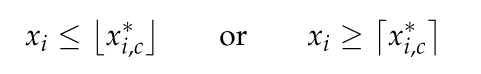 x_i ≤ ⌊x^*_{i,c}⌋ or x_i ≥ ⌈x^*_{i,c}⌉